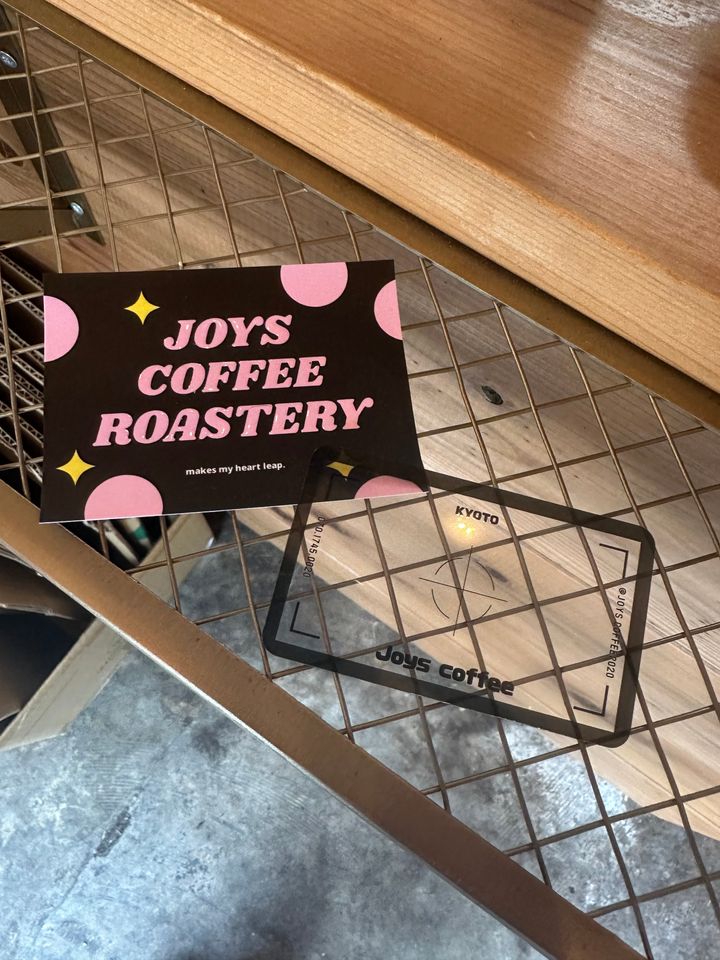 JOYS
COFFEE
ROASTERY
makes my heart leap.
KYOTO
@JOYS COFFEE2020
Joys coffee